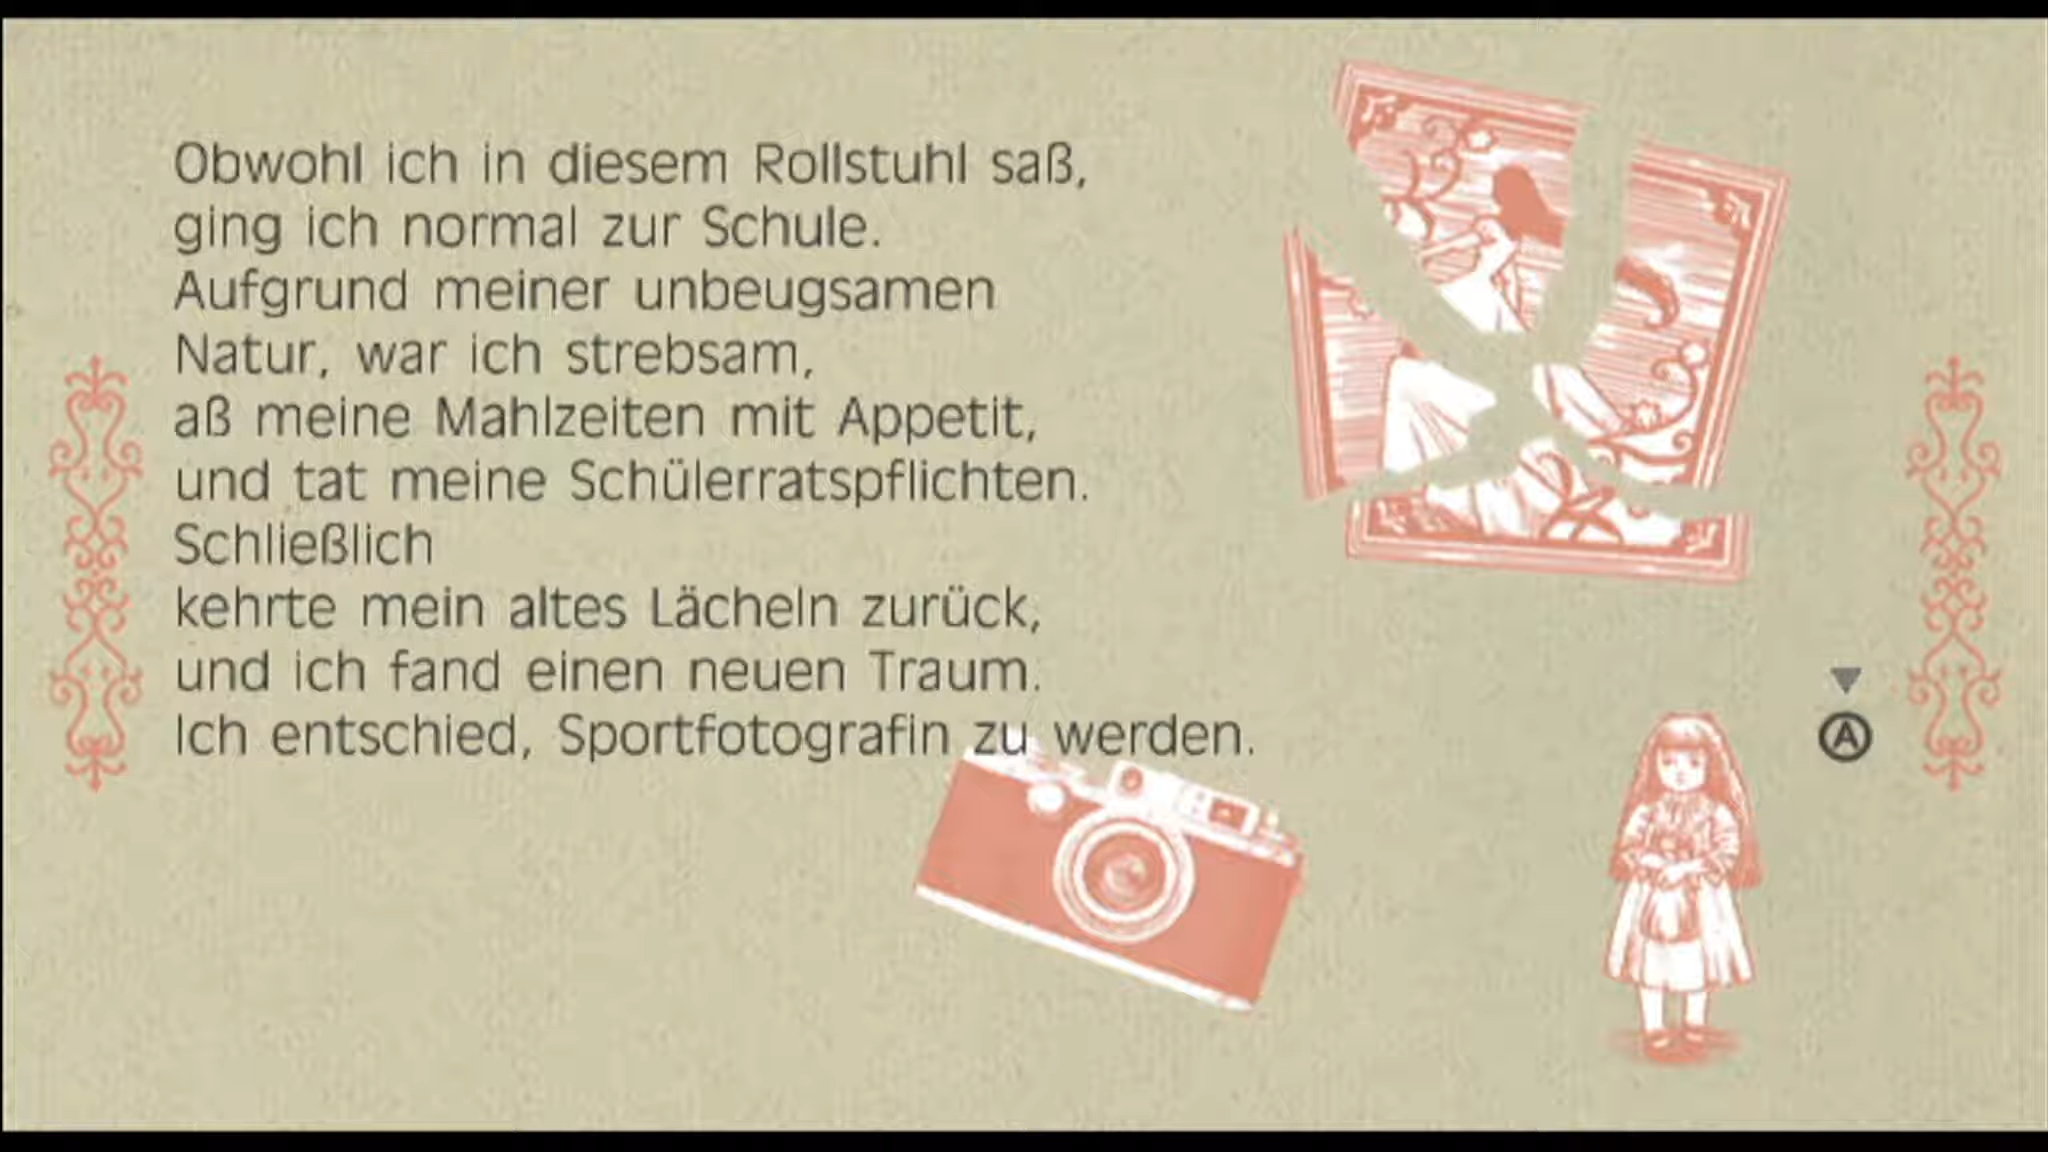 Obwohl ich in diesem Rollstuhl saß,
ging ich normal zur Schule.
Aufgrund meiner unbeugsamen
Natur, war ich strebsam,
aß meine Mahlzeiten mit Appetit,
und tat meine Schülerratspflichten.
Schließlich
kehrte mein altes Lächeln zurück,
und ich fand einen neuen Traum.
Ich entschied, Sportfotografin zu werden.
A